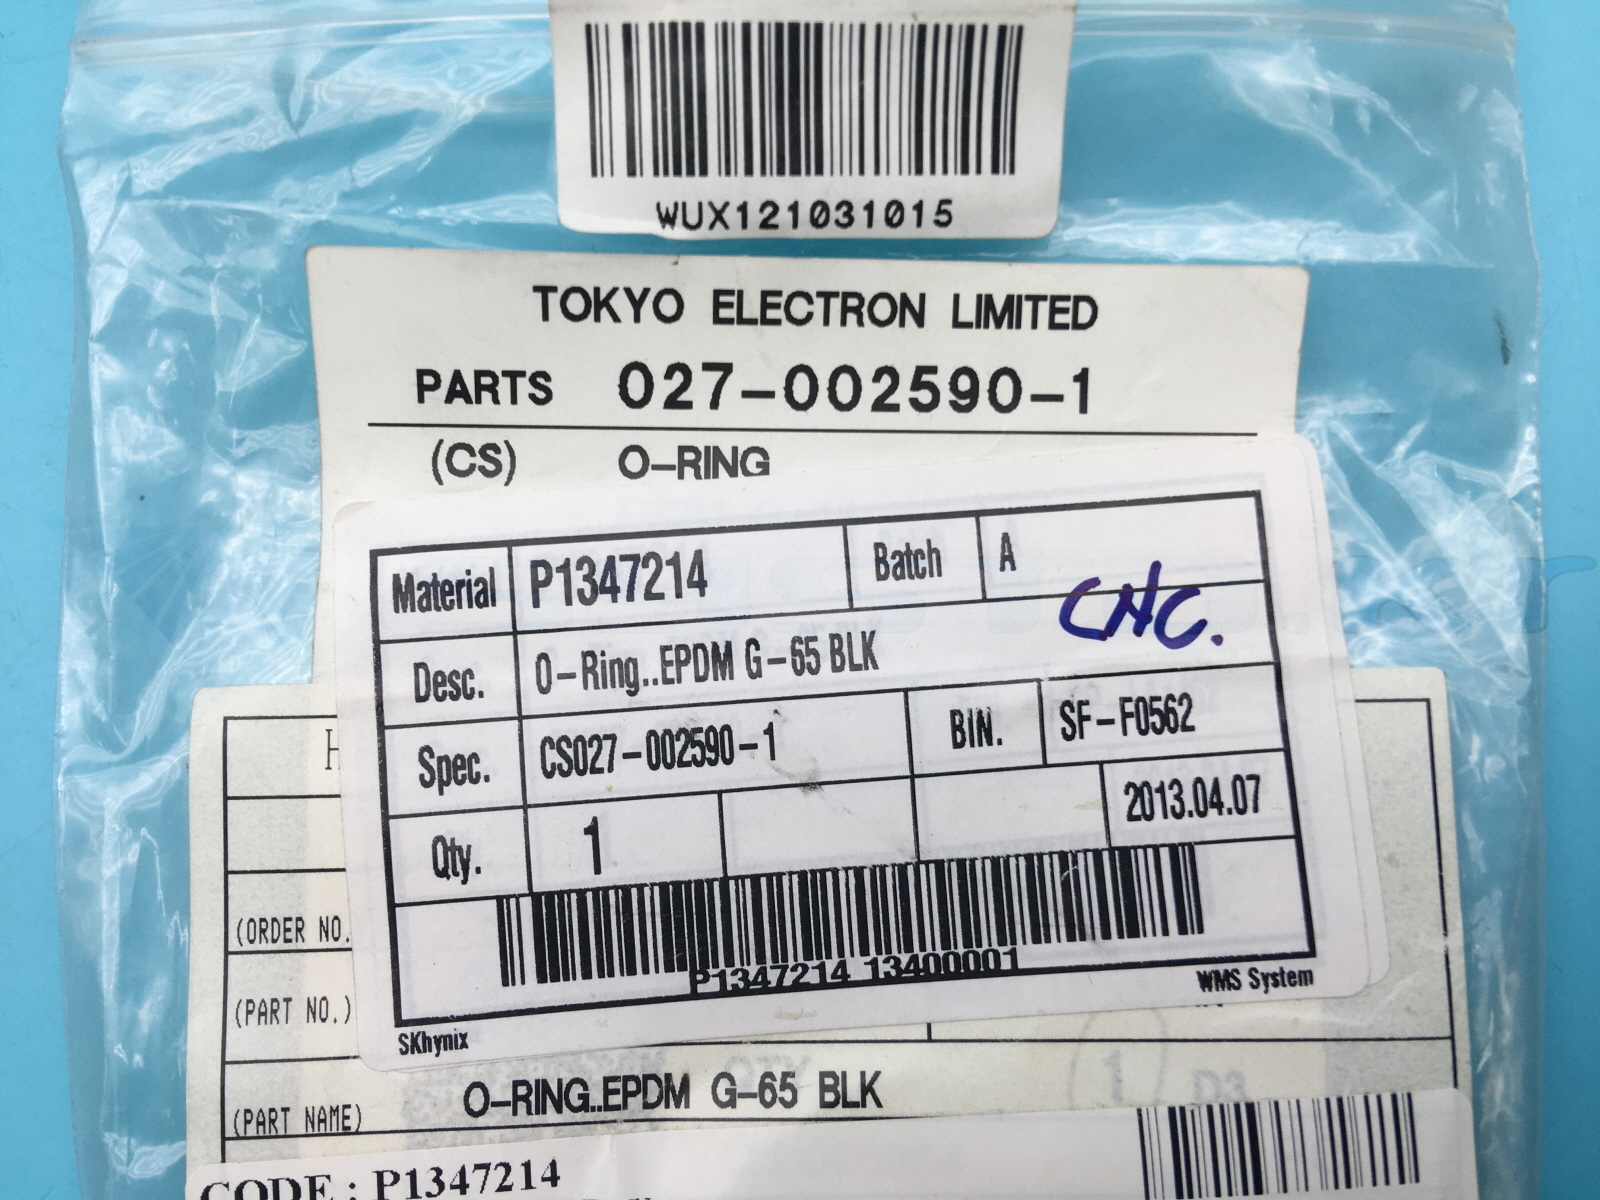 WUX121031015
TOKYO ELECTRON LIMITED
PARTS 027-002590-1
(CS) O-RING
Material P1347214 Batch A
CNC.
Desc. O-Ring..EPDM G-65 BLK
Spec. CS027-002590-1 BIN. SF-F0562
Qty. 1 2013.04.07
P1347214 13400001
SKhynix WMS System
(ORDER NO.
(PART NO.)
(PART NAME) O-RING..EPDM G-65 BLK
1 D3
CODE : P1347214